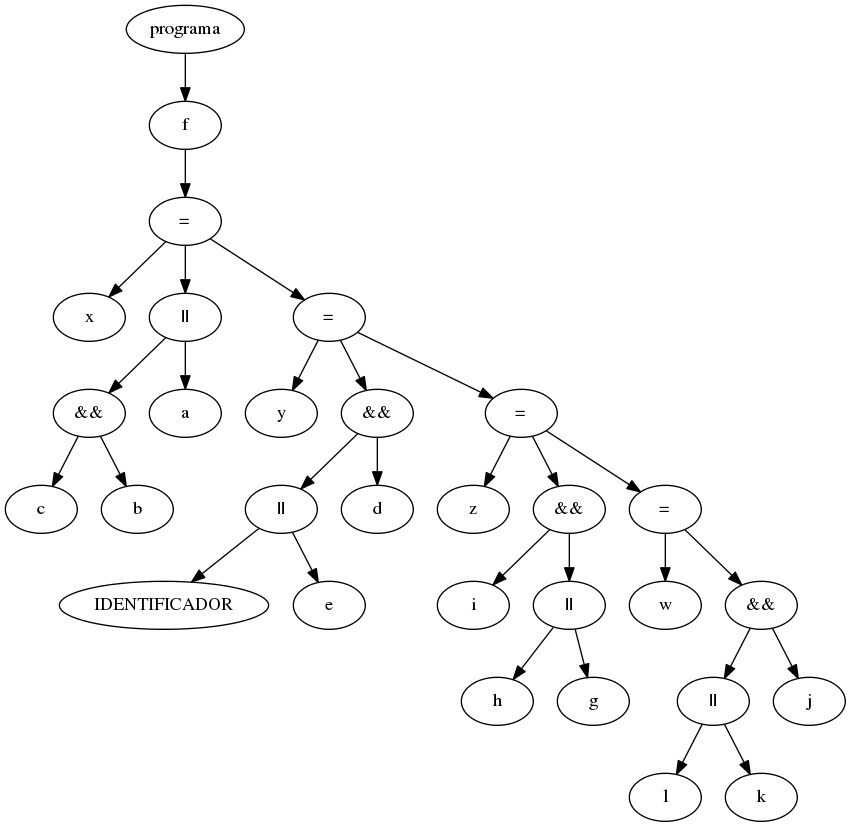 programa
f
=
x
||
=
&&
a
y
&&
=
c
b
||
d
z
&&
=
IDENTIFICADOR
e
i
||
w
&&
h
g
||
j
l
k